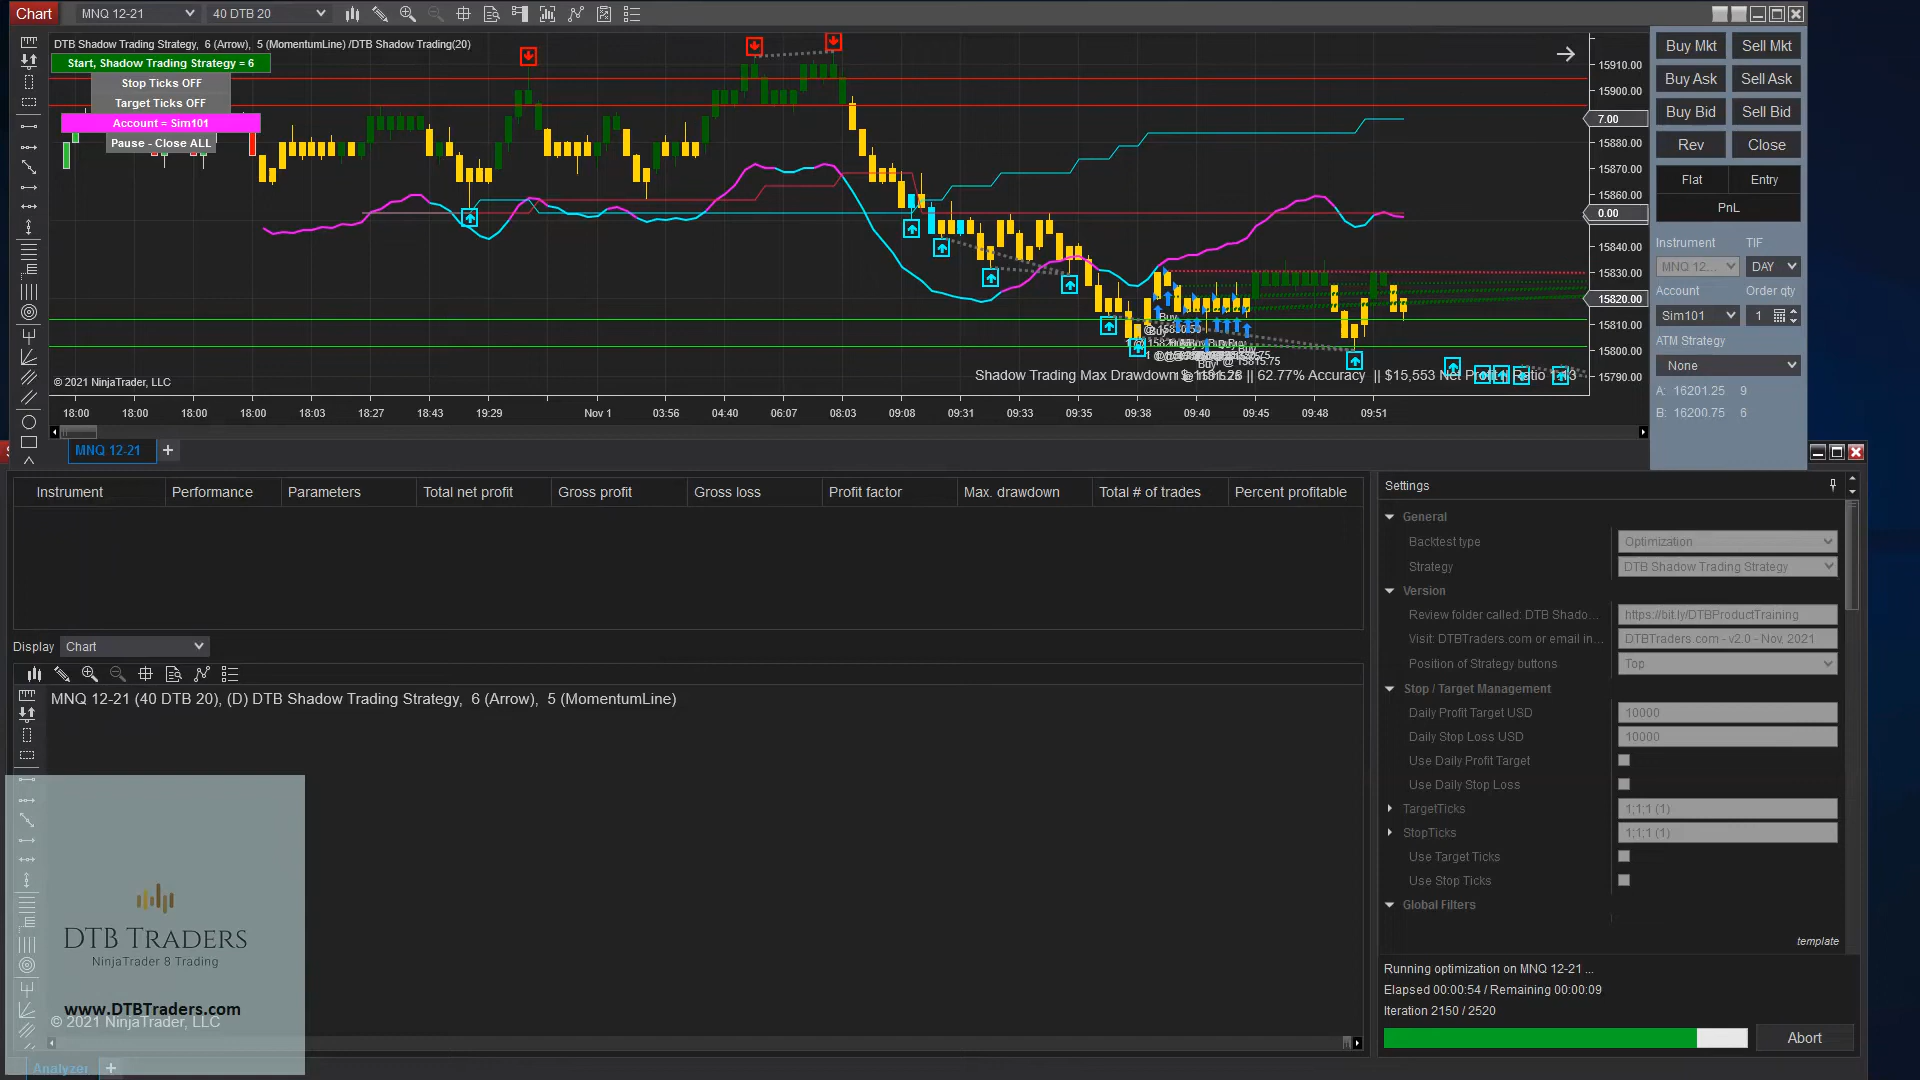 Chart MNQ 12-21 40 DTB 20
DTB Shadow Trading Strategy, 6 (Arrow), 5 (MomentumLine) /DTB Shadow Trading(20)
Start, Shadow Trading Strategy = 6
Stop Ticks OFF
Target Ticks OFF
Account = Sim101
Pause - Close ALL
15910.00
15900.00
7.00
15880.00
15870.00
15860.00
0.00
15840.00
15830.00
15820.00
15810.00
15800.00
15790.00
Shadow Trading Max Drawdown || 62.77% Accuracy || $15,553 Net
© 2021 NinjaTrader, LLC
18:00 18:00 18:00 18:00 18:03 18:27 18:43 19:29 Nov 1 03:56 04:40 06:07 08:03 09:08 09:31 09:33 09:35 09:38 09:40 09:45 09:48 09:51
MNQ 12-21 +
Buy Mkt Sell Mkt
Buy Ask Sell Ask
Buy Bid Sell Bid
Rev Close
Flat Entry
PnL
Instrument TIF
MNQ 12... DAY
Account Order qty
Sim101 1
ATM Strategy
None
A: 16201.25 9
B: 16200.75 6
Instrument Performance Parameters Total net profit Gross profit Gross loss Profit factor Max. drawdown Total # of trades Percent profitable
Display Chart
MNQ 12-21 (40 DTB 20), (D) DTB Shadow Trading Strategy, 6 (Arrow), 5 (MomentumLine)
DTB TRADERS
NinjaTrader 8 Trading
www.DTBTraders.com
© 2021 NinjaTrader, LLC
Analyzer +
Settings
General
Backtest type Optimization
Strategy DTB Shadow Trading Strategy
Version
Review folder called: DTB Shado... https://bit.ly/DTBProductTraining
Visit: DTBTraders.com or email in... DTBTraders.com - v2.0 - Nov, 2021
Position of Strategy buttons Top
Stop / Target Management
Daily Profit Target USD 10000
Daily Stop Loss USD 10000
Use Daily Profit Target
Use Daily Stop Loss
TargetTicks 1;1;1 (1)
StopTicks 1;1;1 (1)
Use Target Ticks
Use Stop Ticks
Global Filters
template
Running optimization on MNQ 12-21 ...
Elapsed 00:00:54 / Remaining 00:00:09
Iteration 2150 / 2520
Abort